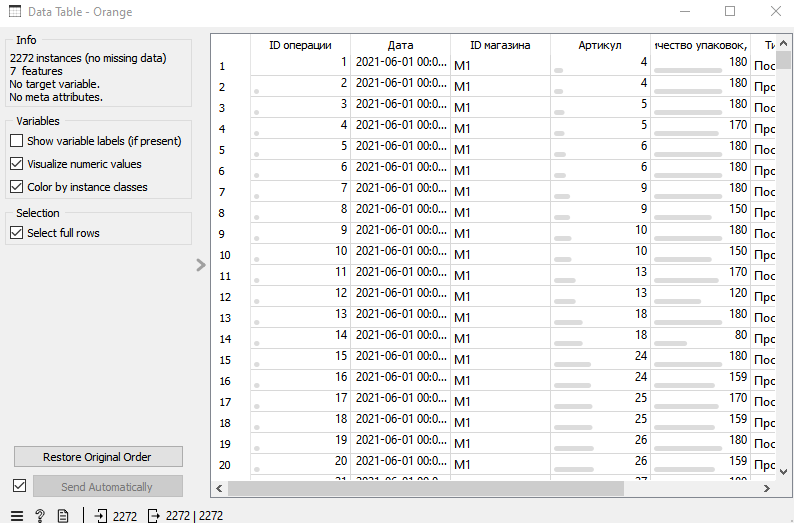 Data Table - Orange
Info
2272 instances (no missing data)
7 features
No target variable.
No meta attributes.
Variables
Show variable labels (if present)
Visualize numeric values
Color by instance classes
Selection
Select full rows
Restore Original Order
Send Automatically
2272 2272 | 2272
ID операции Дата ID магазина Артикул ичество упаковок, Ти
1 1 2021-06-01 00:0... M1 4 180 Пос
2 2 2021-06-01 00:0... M1 4 180 Про
3 3 2021-06-01 00:0... M1 5 180 Пос
4 4 2021-06-01 00:0... M1 5 170 Про
5 5 2021-06-01 00:0... M1 6 180 Пос
6 6 2021-06-01 00:0... M1 6 180 Про
7 7 2021-06-01 00:0... M1 9 180 Пос
8 8 2021-06-01 00:0... M1 9 150 Про
9 9 2021-06-01 00:0... M1 10 180 Пос
10 10 2021-06-01 00:0... M1 10 150 Про
11 11 2021-06-01 00:0... M1 13 170 Пос
12 12 2021-06-01 00:0... M1 13 120 Про
13 13 2021-06-01 00:0... M1 18 180 Пос
14 14 2021-06-01 00:0... M1 18 80 Про
15 15 2021-06-01 00:0... M1 24 180 Пос
16 16 2021-06-01 00:0... M1 24 159 Про
17 17 2021-06-01 00:0... M1 25 170 Пос
18 18 2021-06-01 00:0... M1 25 159 Про
19 19 2021-06-01 00:0... M1 26 180 Пос
20 20 2021-06-01 00:0... M1 26 159 Про